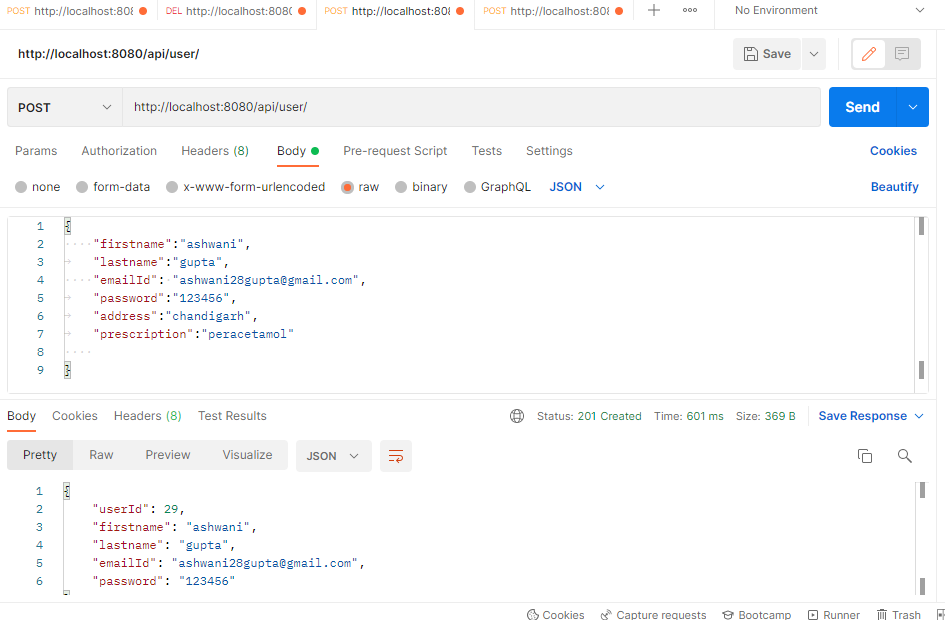 POST http://localhost:808 DEL http://localhost:808 POST http://localhost:808 POST http://localhost:808 + ooo No Environment
http://localhost:8080/api/user/ Save
POST http://localhost:8080/api/user/ Send
Params Authorization Headers (8) Body Pre-request Script Tests Settings Cookies
none form-data x-www-form-urlencoded raw binary GraphQL JSON Beautify
1 {
2 "firstname":"ashwani",
3 "lastname":"gupta",
4 "emailId": "ashwani28gupta@gmail.com",
5 "password":"123456",
6 "address":"chandigarh",
7 "prescription":"peracetamol"
8
9 }
Body Cookies Headers (8) Test Results Status: 201 Created Time: 601 ms Size: 369 B Save Response
Pretty Raw Preview Visualize JSON
1 {
2 "userId": 29,
3 "firstname": "ashwani",
4 "lastname": "gupta",
5 "emailId": "ashwani28gupta@gmail.com",
6 "password": "123456"
Cookies Capture requests Bootcamp Runner Trash